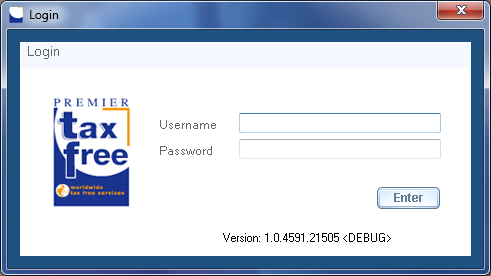 Login
Login
PREMIER
tax
free
worldwide
tax free services
Username
Password
Enter
Version: 1.0.4591.21505 <DEBUG>